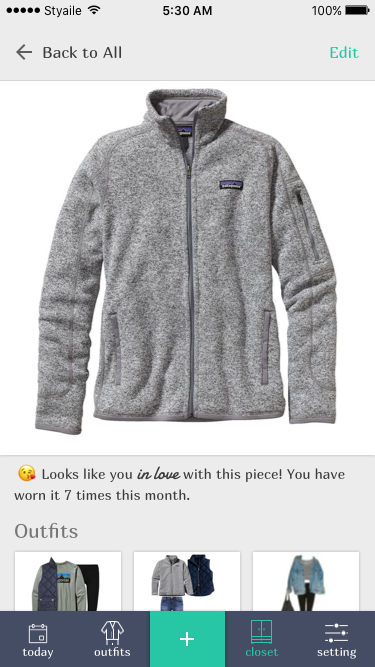 Styaile 5:30 AM 100%
Back to All Edit
patagonia
😘 Looks like you in love with this piece! You have
worn it 7 times this month.
Outfits
today outfits + closet setting